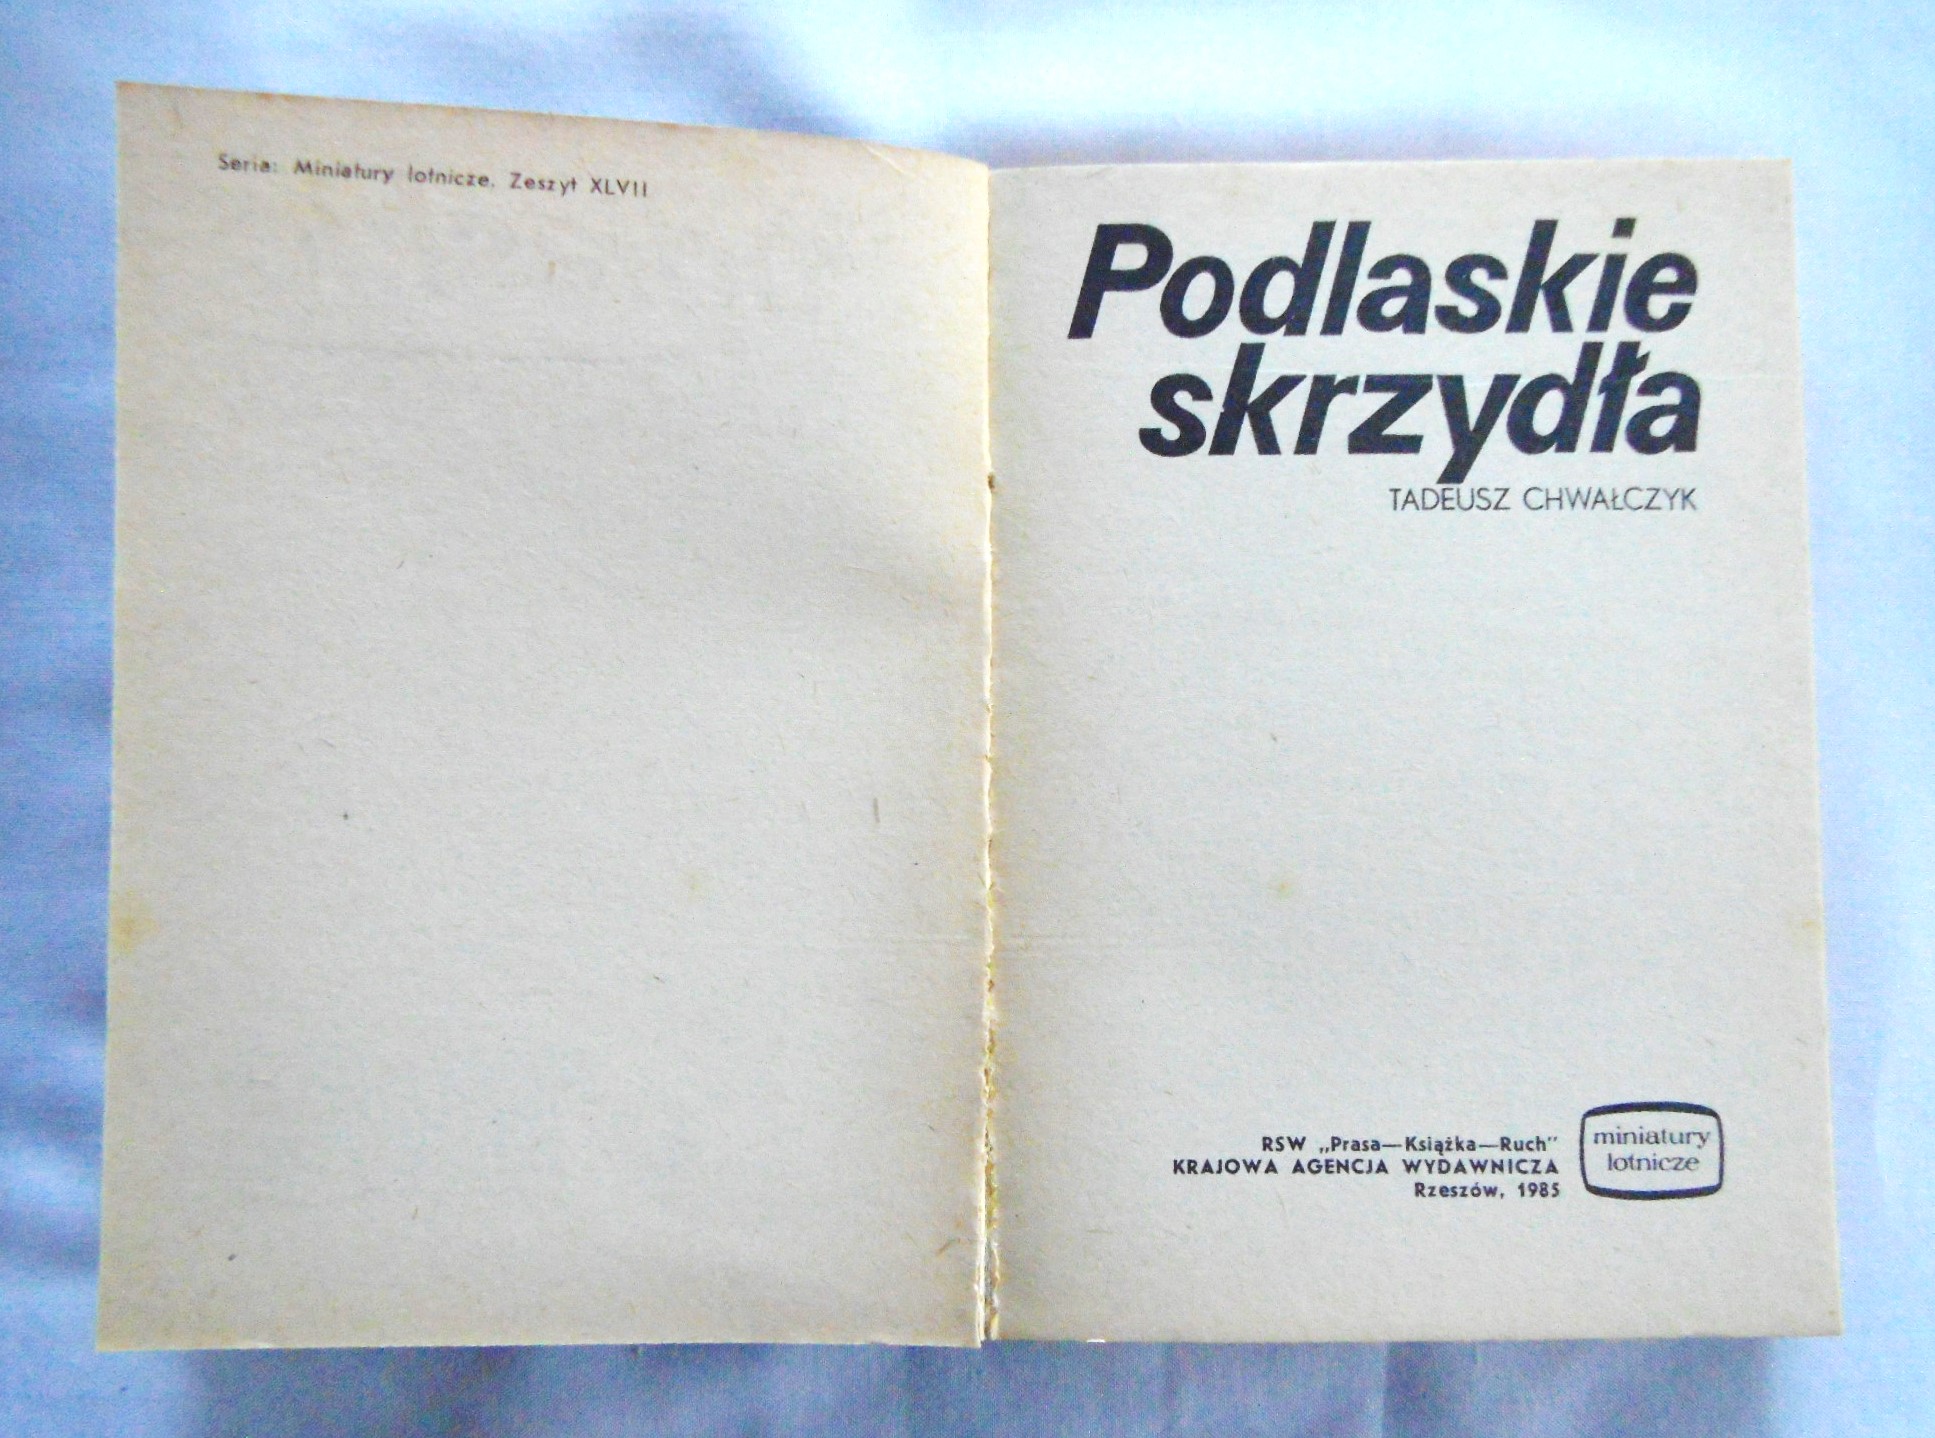 Seria: Miniatury lotnicze. Zeszyt XLVII
Podlaskie
skrzydła
TADEUSZ CHWAŁCZYK
RSW „Prasa—Książka—Ruch”
KRAJOWA AGENCJA WYDAWNICZA
Rzeszów, 1985
miniatury
lotnicze